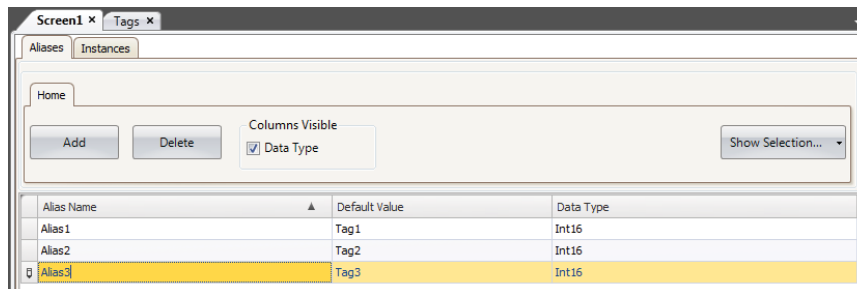 Screen1 × Tags ×
Aliases Instances
Home
Add Delete Columns Visible
Data Type Show Selection...
Alias Name Default Value Data Type
Alias1 Tag1 Int16
Alias2 Tag2 Int16
Alias3 Tag3 Int16